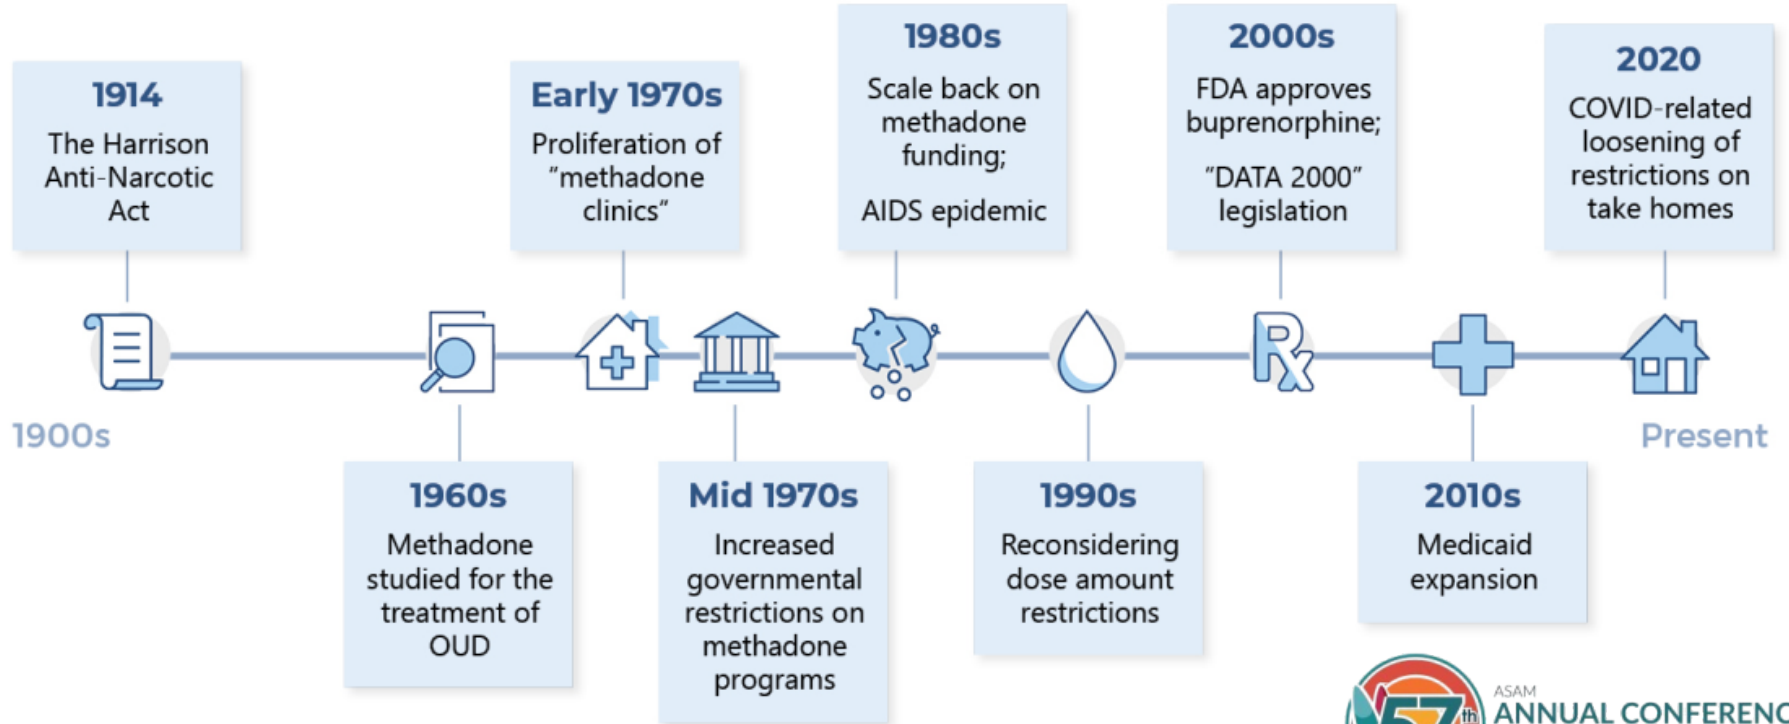 1914
The Harrison
Anti-Narcotic
Act
Early 1970s
Proliferation of
“methadone
clinics”
1980s
Scale back on
methadone
funding;
AIDS epidemic
2000s
FDA approves
buprenorphine;
“DATA 2000”
legislation
2020
COVID-related
loosening of
restrictions on
take homes
Rx
1900s
Present
1960s
Methadone
studied for the
treatment of
OUD
Mid 1970s
Increased
governmental
restrictions on
methadone
programs
1990s
Reconsidering
dose amount
restrictions
2010s
Medicaid
expansion
57th
ASAM
ANNUAL CONFERENC